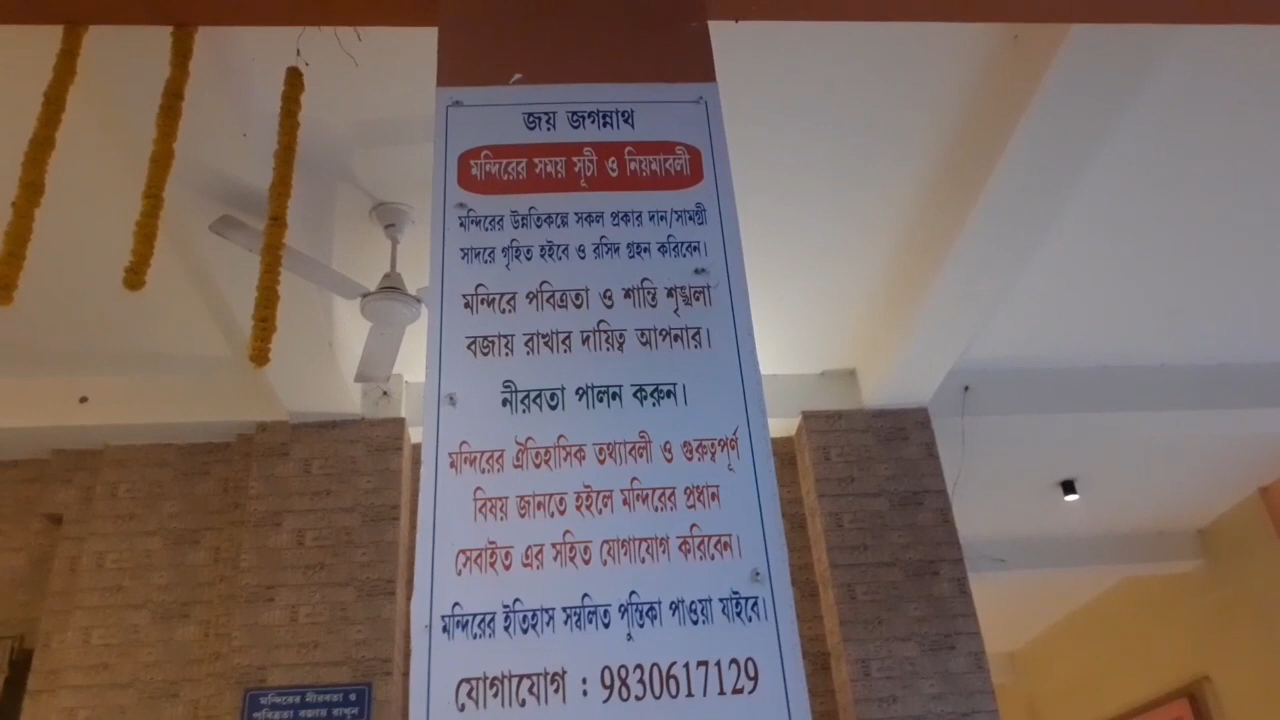 জয় জগন্নাথ
মন্দিরের সময় সূচী ও নিয়মাবলী
মন্দিরের উন্নতিকল্পে সকল প্রকার দান/সামগ্রী
সাদরে গৃহিত হইবে ও রসিদ গ্রহন করিবেন।
মন্দিরে পবিত্রতা ও শান্তি শৃঙ্খলা
বজায় রাখার দায়িত্ব আপনার।
নীরবতা পালন করুন।
মন্দিরের ঐতিহাসিক তথ্যাবলী ও গুরুত্বপূর্ণ
বিষয় জানতে হইলে মন্দিরের প্রধান
সেবাইত এর সহিত যোগাযোগ করিবেন।
মন্দিরের ইতিহাস সম্বলিত পুস্তিকা পাওয়া যাইবে।
যোগাযোগ : 9830617129
মন্দিরের নীরবতা ও
পবিত্রতা বজায় রাখুন